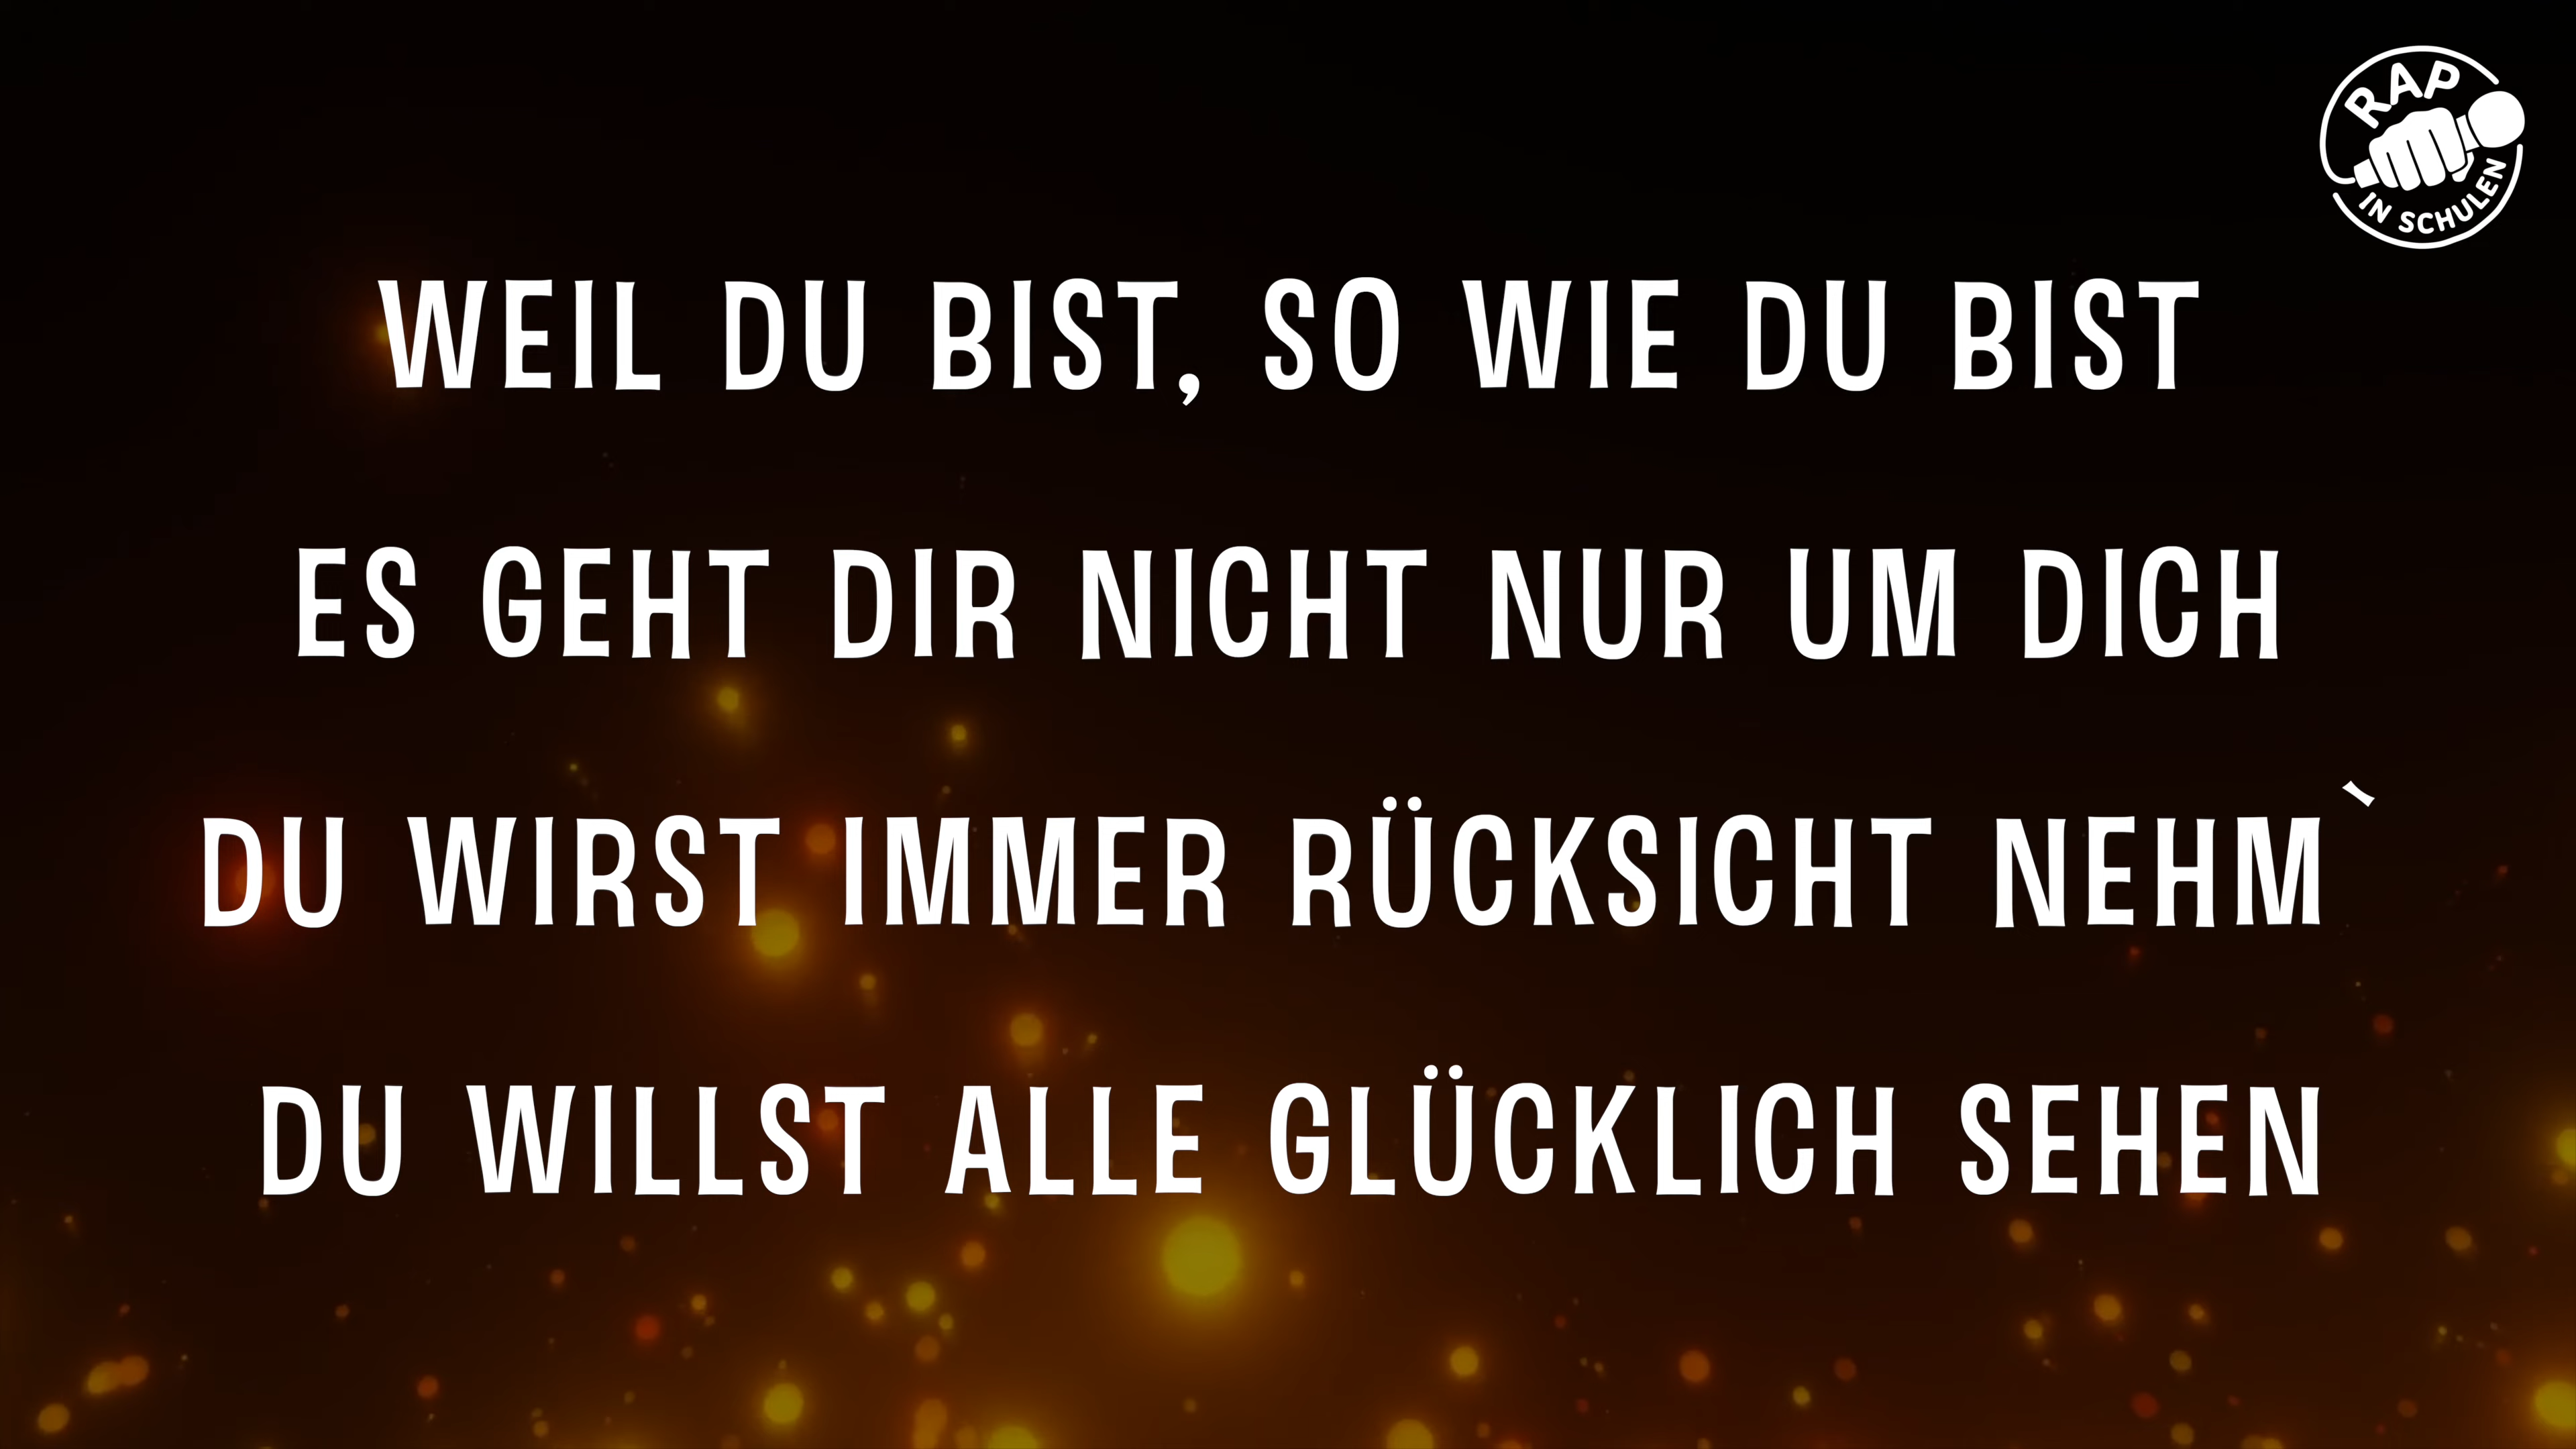 RAP
IN SCHULEN
WEIL DU BIST, SO WIE DU BIST
ES GEHT DIR NICHT NUR UM DICH
DU WIRST IMMER RÜCKSICHT NEHM`
DU WILLST ALLE GLÜCKLICH SEHEN